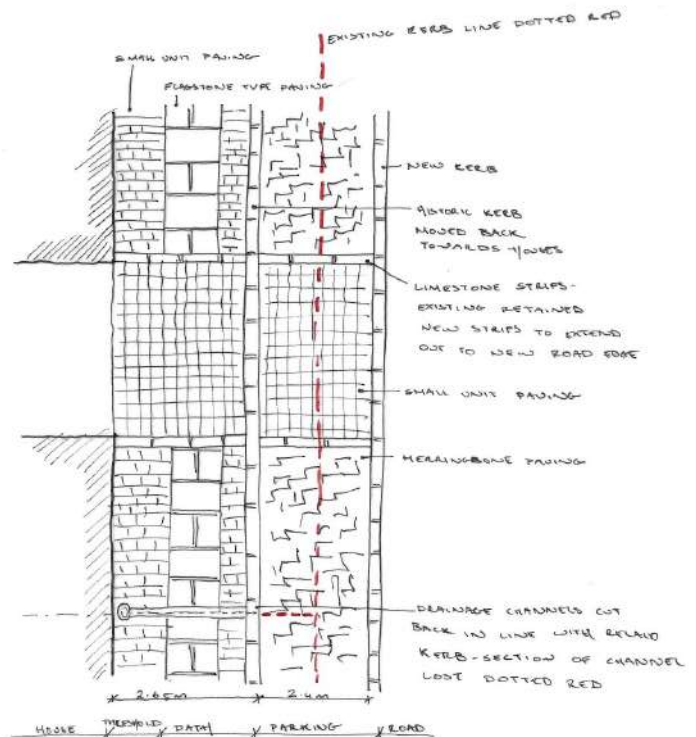 EXISTING KERB LINE DOTTED RED
SMALL UNIT PAVING
FLAGSTONE TYPE PAVING
NEW KERB
HISTORIC KERB
MOVED BACK
TOWARDS HOUSES
LIMESTONE STRIPS-
EXISTING RETAINED
NEW STRIPS TO EXTEND
OUT TO NEW ROAD EDGE
SMALL UNIT PAVING
HERRINGBONE PAVING
DRAINAGE CHANNELS CUT
BACK IN LINE WITH RELAID
KERB-SECTION OF CHANNEL
LOST DOTTED RED
2.65m 2.4m
HOUSE THRESHOLD PATH PARKING ROAD